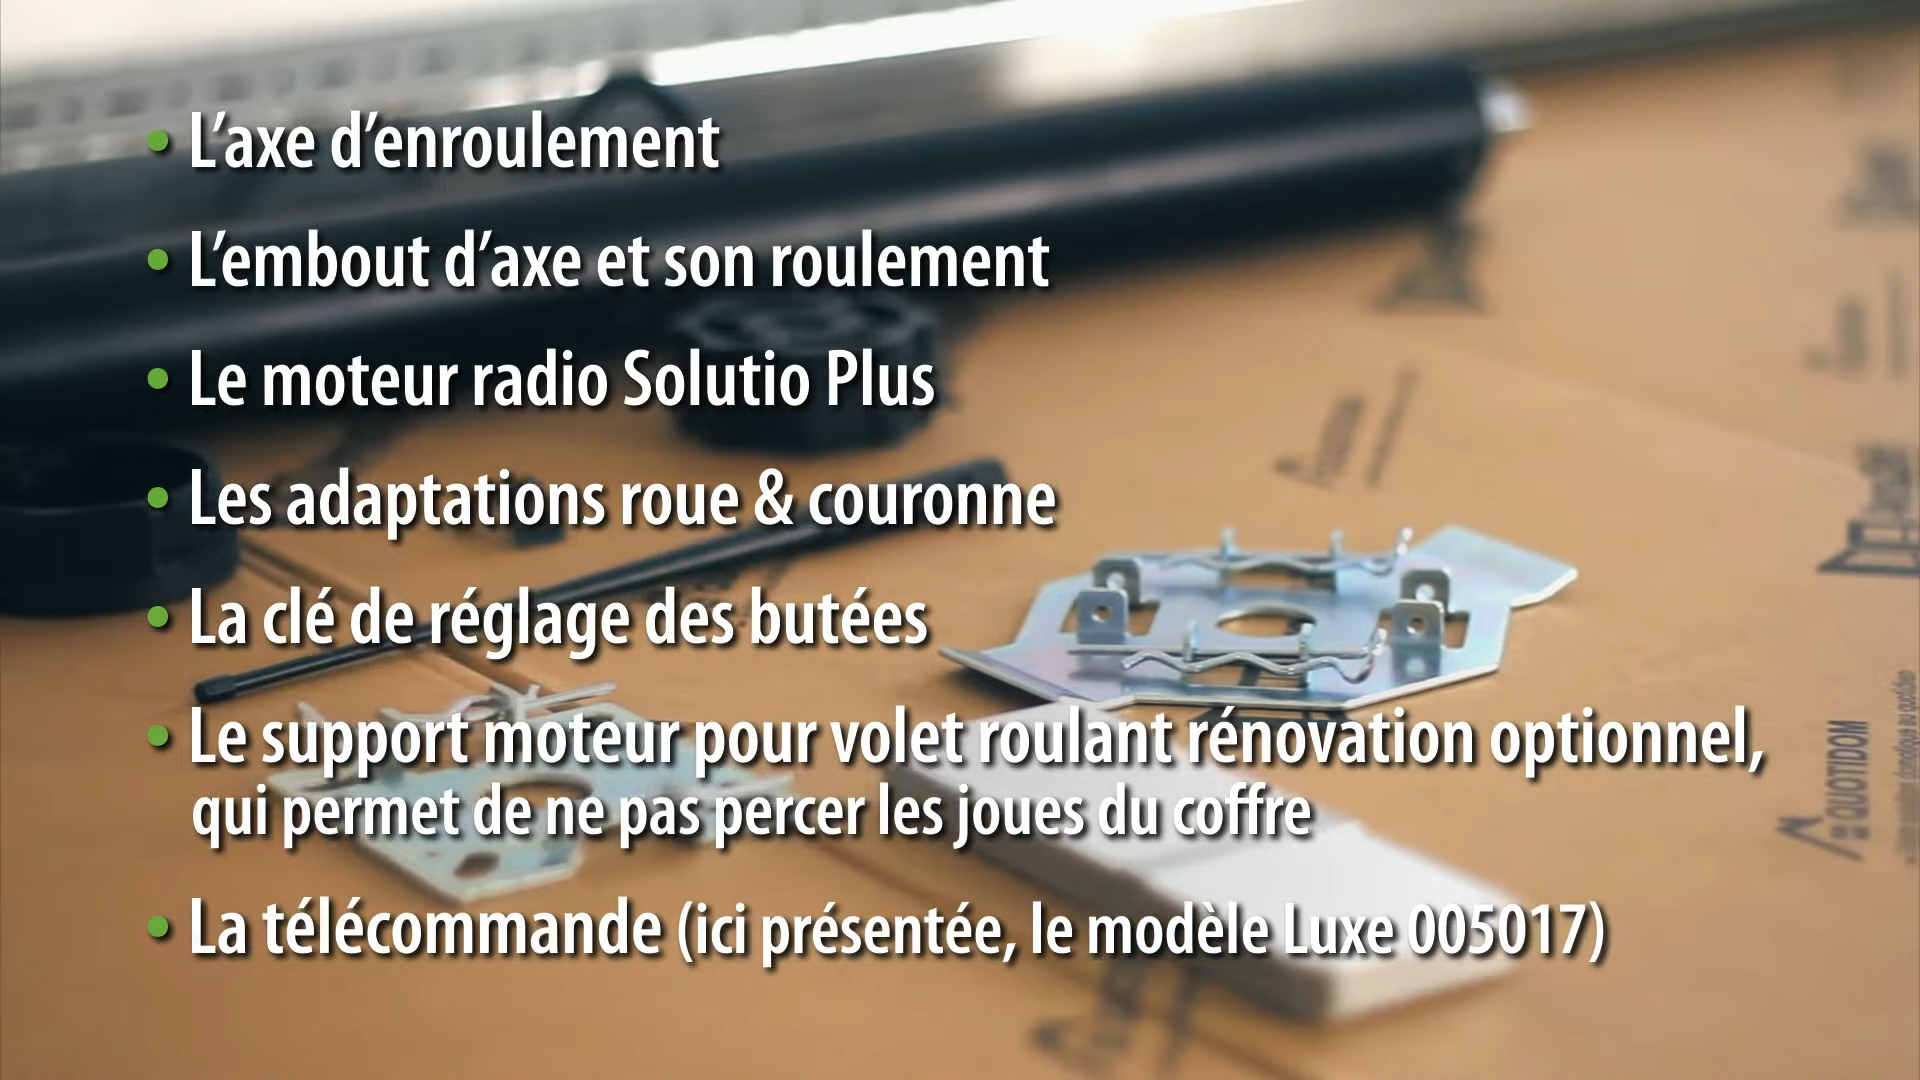 • L’axe d’enroulement
• L’embout d’axe et son roulement
• Le moteur radio Solutio Plus
• Les adaptations roue & couronne
• La clé de réglage des butées
• Le support moteur pour volet roulant rénovation optionnel,
qui permet de ne pas percer les joues du coffre
• La télécommande (ici présentée, le modèle Luxe 005017)
QUOTIDOM